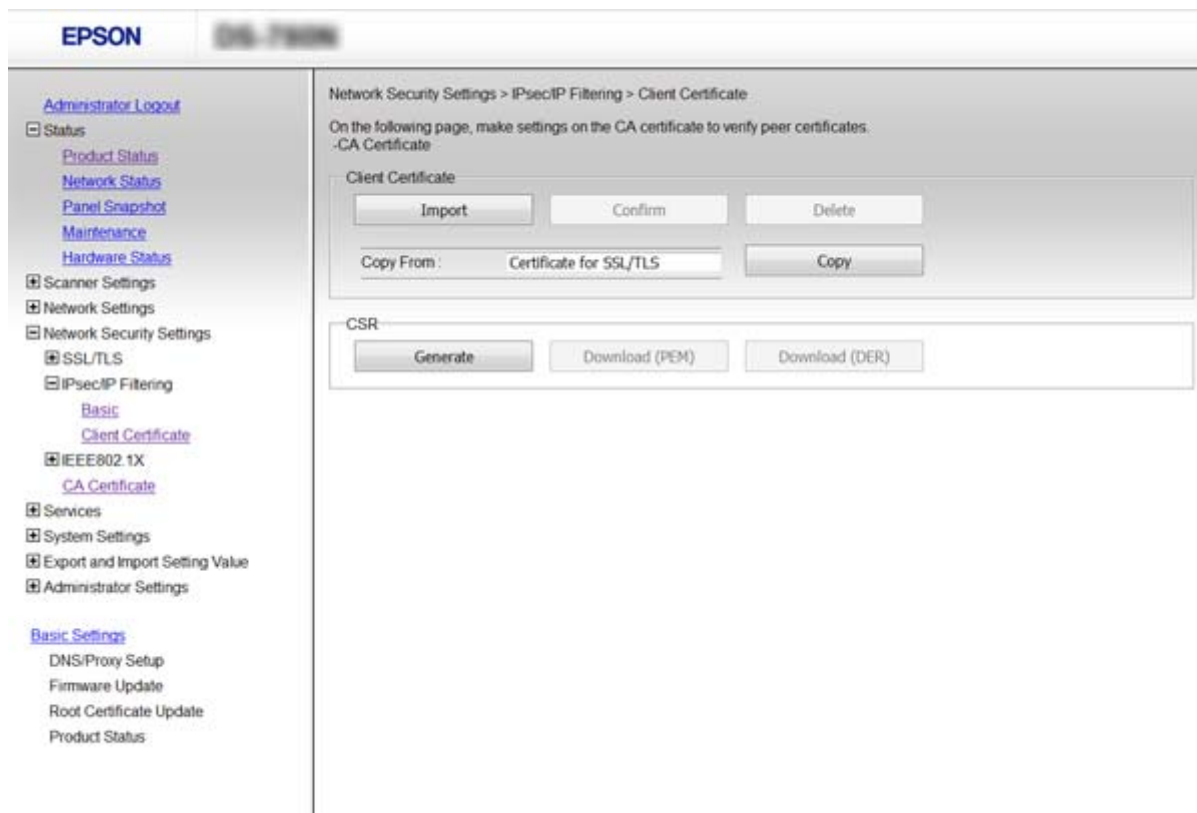 EPSON
Administrator Logout
Status
Product Status
Network Status
Panel Snapshot
Maintenance
Hardware Status
Scanner Settings
Network Settings
Network Security Settings
SSL/TLS
IPsec/IP Filtering
Basic
Client Certificate
IEEE802.1X
CA Certificate
Services
System Settings
Export and Import Setting Value
Administrator Settings
Basic Settings
DNS/Proxy Setup
Firmware Update
Root Certificate Update
Product Status
Network Security Settings > IPsec/IP Filtering > Client Certificate
On the following page, make settings on the CA certificate to verify peer certificates.
-CA Certificate
Client Certificate
Import Confirm Delete
Copy From : Certificate for SSL/TLS Copy
CSR
Generate Download (PEM) Download (DER)